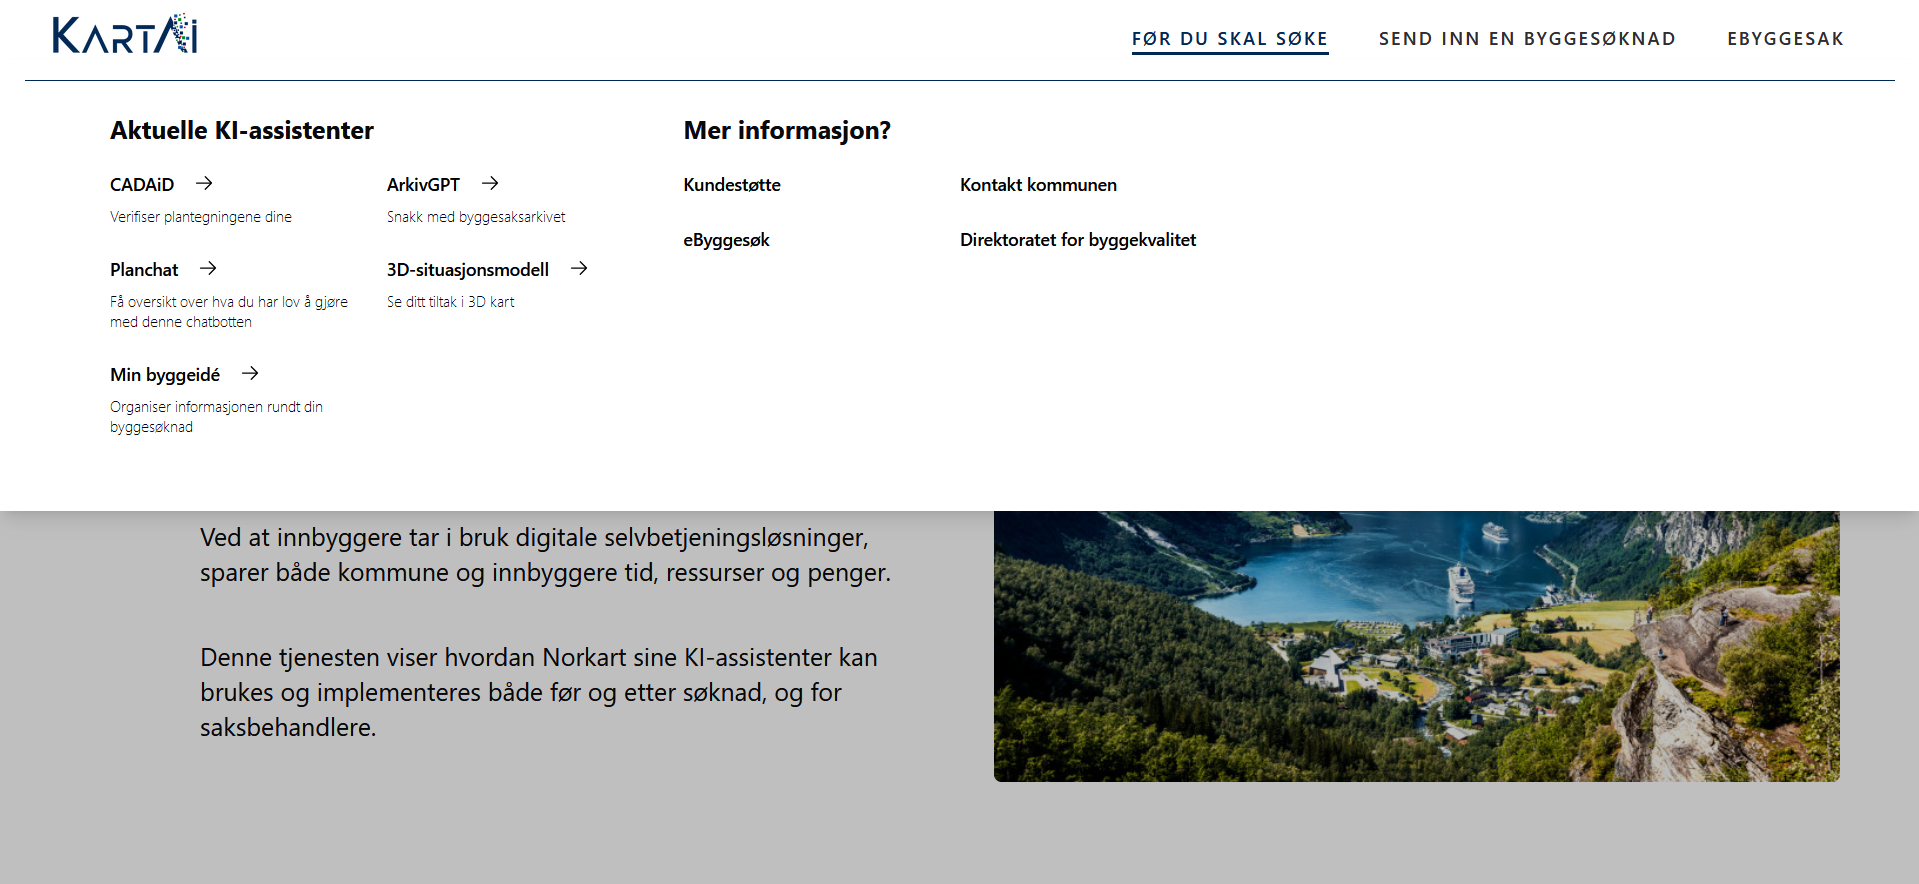 KARTAI
FØR DU SKAL SØKE
SEND INN EN BYGGESØKNAD
EBYGGESAK
Aktuelle KI-assistenter
CADAiD
Verifiser plantegningene dine
ArkivGPT
Snakk med byggesaksarkivet
Planchat
Få oversikt over hva du har lov å gjøre
med denne chatbotten
3D-situasjonsmodell
Se ditt tiltak i 3D kart
Min byggeidé
Organiser informasjonen rundt din
byggesøknad
Mer informasjon?
Kundestøtte
Kontakt kommunen
eByggesøk
Direktoratet for byggekvalitet
Ved at innbyggere tar i bruk digitale selvbetjeningsløsninger,
sparer både kommune og innbyggere tid, ressurser og penger.
Denne tjenesten viser hvordan Norkart sine KI-assistenter kan
brukes og implementeres både før og etter søknad, og for
saksbehandlere.